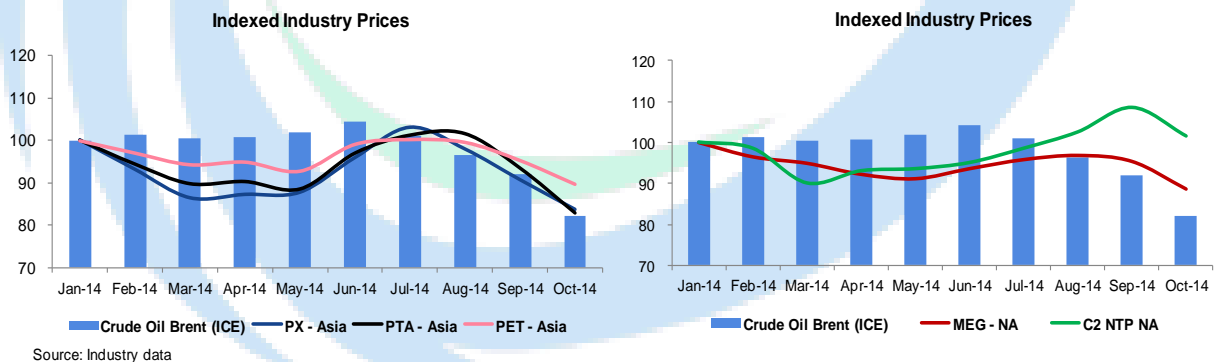 Indexed Industry Prices
120
110
100
90
80
70
Jan-14 Feb-14 Mar-14 Apr-14 May-14 Jun-14 Jul-14 Aug-14 Sep-14 Oct-14
Crude Oil Brent (ICE) PX - Asia PTA - Asia PET - Asia
Source: Industry data
Indexed Industry Prices
120
110
100
90
80
70
Jan-14 Feb-14 Mar-14 Apr-14 May-14 Jun-14 Jul-14 Aug-14 Sep-14 Oct-14
Crude Oil Brent (ICE) MEG - NA C2 NTP NA